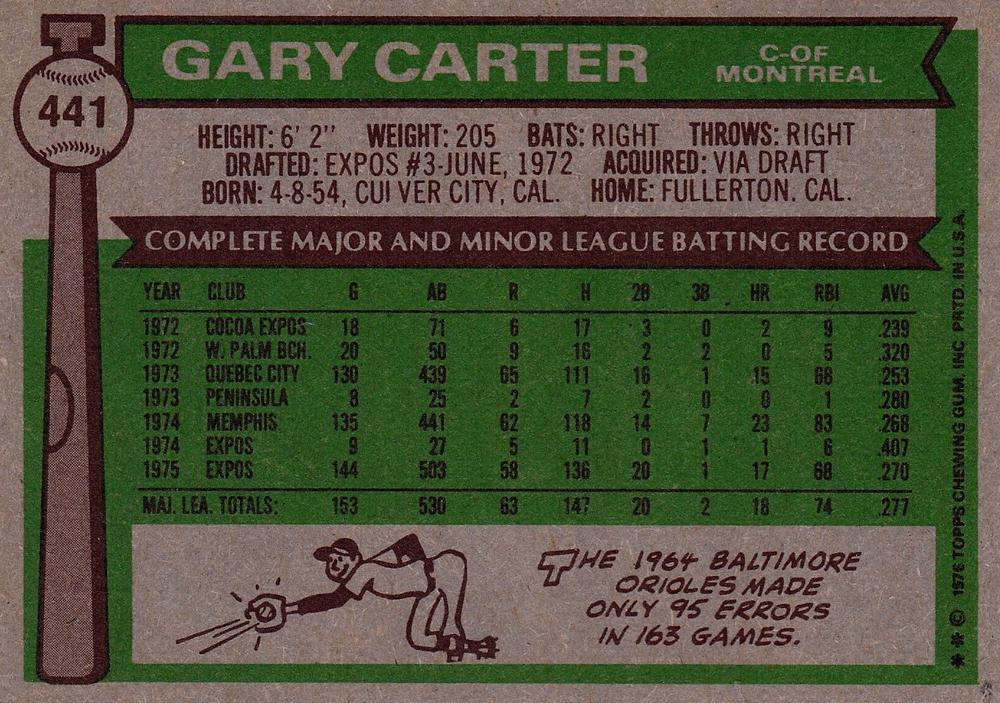 GARY CARTER
C-OF
MONTREAL
441
HEIGHT: 6' 2" WEIGHT: 205 BATS: RIGHT THROWS: RIGHT
DRAFTED: EXPOS #3-JUNE, 1972 ACQUIRED: VIA DRAFT
BORN: 4-8-54, CULVER CITY, CAL. HOME: FULLERTON, CAL.
COMPLETE MAJOR AND MINOR LEAGUE BATTING RECORD
YEAR CLUB G AB R H 2B 3B HR RBI AVG
1972 COCOA EXPOS 18 71 6 17 3 0 2 9 .239
1972 W. PALM BCH. 20 50 9 16 2 2 0 5 .320
1973 QUEBEC CITY 130 439 65 111 16 1 15 68 .253
1973 PENINSULA 8 25 2 7 2 0 0 1 .280
1974 MEMPHIS 135 441 62 118 14 7 23 83 .268
1974 EXPOS 9 27 5 11 0 1 1 6 .407
1975 EXPOS 144 503 58 136 20 1 17 68 .270
MAJ. LEA. TOTALS: 153 530 63 147 20 2 18 74 .277
THE 1964 BALTIMORE
ORIOLES MADE
ONLY 95 ERRORS
IN 163 GAMES.
** © 1976 TOPPS CHEWING GUM, INC PRTD. IN U.S.A.